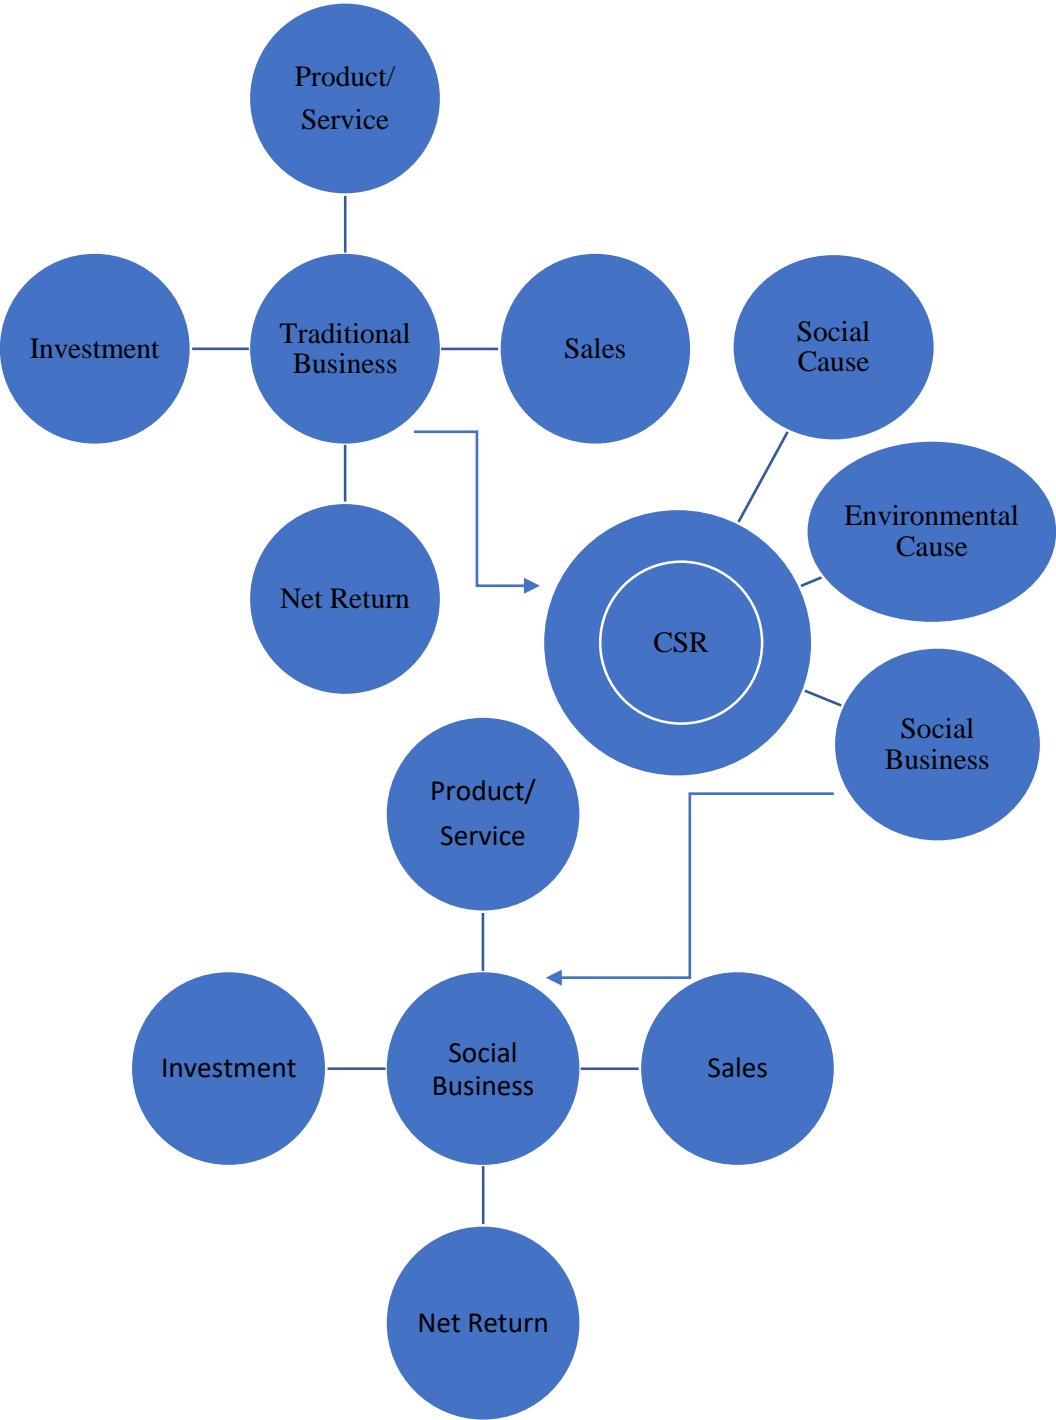 Product/
Service
Investment
Traditional
Business
Sales
Social
Cause
Environmental
Cause
Net Return
CSR
Social
Business
Product/
Service
Investment
Social
Business
Sales
Net Return